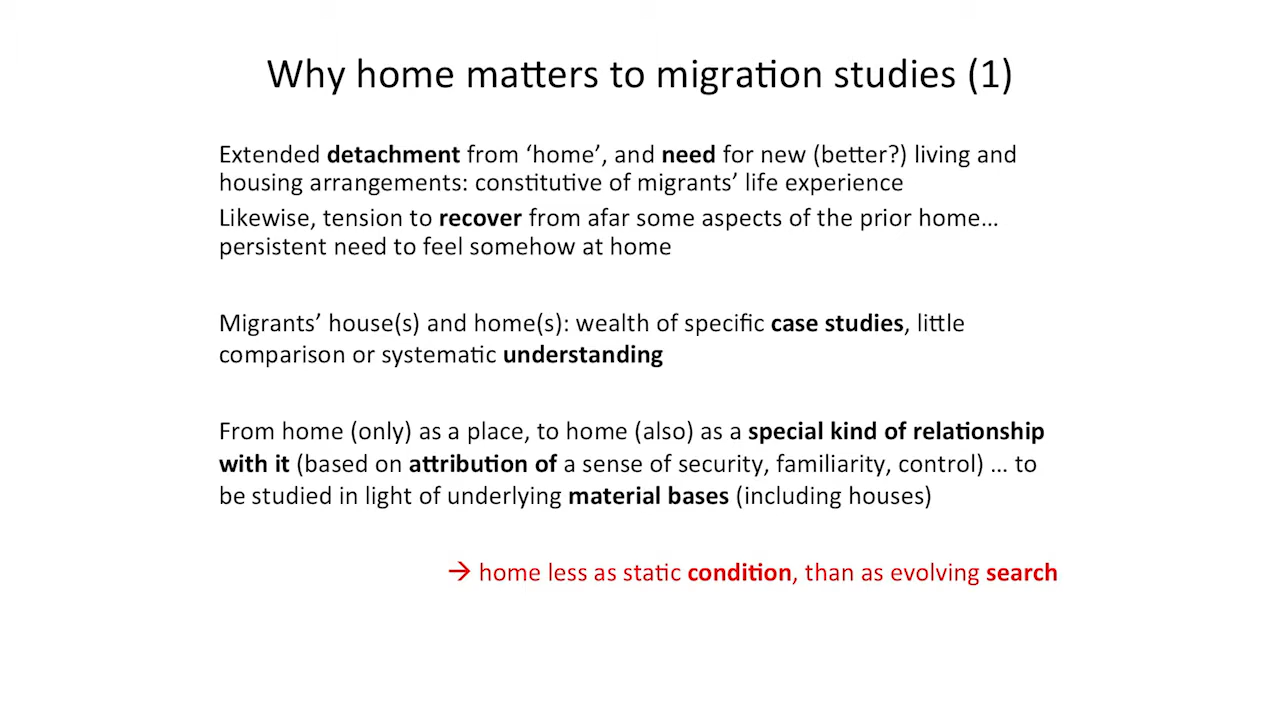 Why home matters to migration studies (1)
Extended detachment from ‘home’, and need for new (better?) living and
housing arrangements: constitutive of migrants’ life experience
Likewise, tension to recover from afar some aspects of the prior home…
persistent need to feel somehow at home
Migrants’ house(s) and home(s): wealth of specific case studies, little
comparison or systematic understanding
From home (only) as a place, to home (also) as a special kind of relationship
with it (based on attribution of a sense of security, familiarity, control) … to
be studied in light of underlying material bases (including houses)
→ home less as static condition, than as evolving search